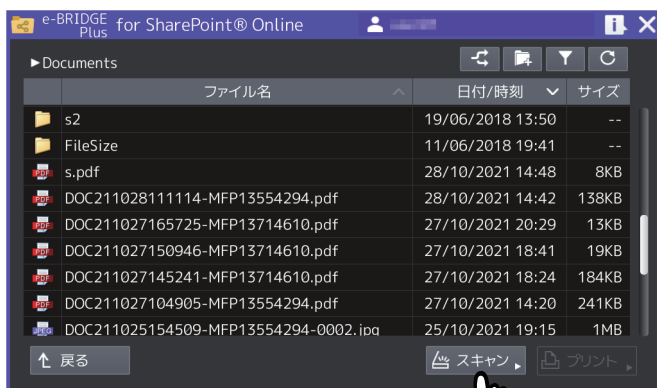 e-BRIDGE Plus for SharePoint® Online
►Documents
ファイル名 日付/時刻 サイズ
s2 19/06/2018 13:50 --
FileSize 11/06/2018 19:41 --
s.pdf 28/10/2021 14:48 8KB
DOC211028111114-MFP13554294.pdf 28/10/2021 14:42 138KB
DOC211027165725-MFP13714610.pdf 27/10/2021 20:29 13KB
DOC211027150946-MFP13714610.pdf 27/10/2021 18:41 19KB
DOC211027145241-MFP13714610.pdf 27/10/2021 18:24 184KB
DOC211027104905-MFP13554294.pdf 27/10/2021 14:20 241KB
DOC211025154509-MFP13554294-0002.jpg 25/10/2021 19:15 1MB
戻る スキャン プリント